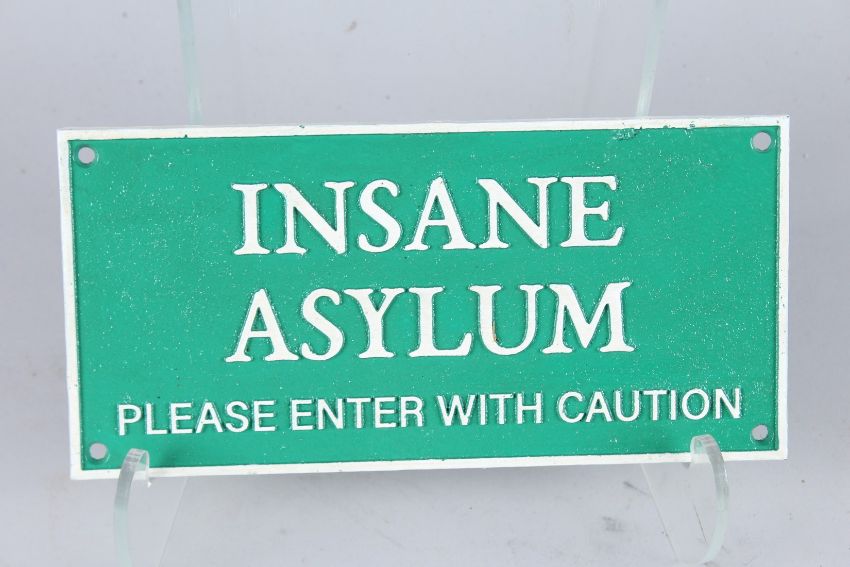 INSANE
ASYLUM
PLEASE ENTER WITH CAUTION